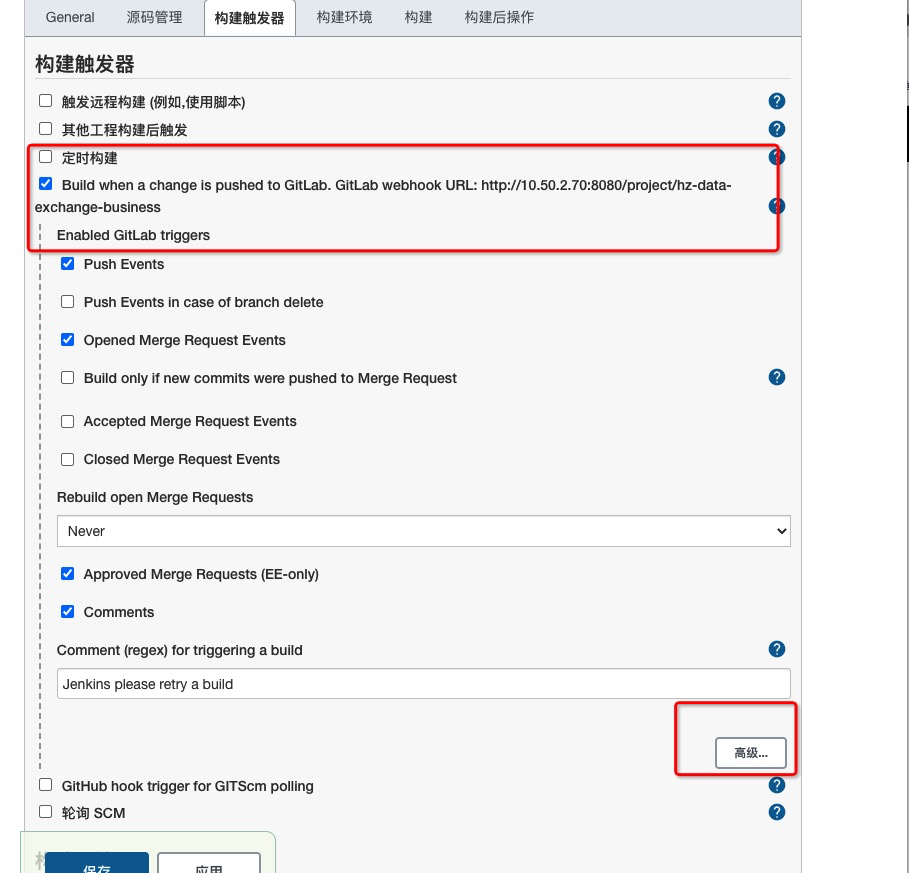 General 源码管理 构建触发器 构建环境 构建 构建后操作
构建触发器
触发远程构建 (例如,使用脚本)
其他工程构建后触发
定时构建
Build when a change is pushed to GitLab. GitLab webhook URL: http://10.50.2.70:8080/project/hz-data-
exchange-business
Enabled GitLab triggers
Push Events
Push Events in case of branch delete
Opened Merge Request Events
Build only if new commits were pushed to Merge Request
Accepted Merge Request Events
Closed Merge Request Events
Rebuild open Merge Requests
Never
Approved Merge Requests (EE-only)
Comments
Comment (regex) for triggering a build
Jenkins please retry a build
高级...
GitHub hook trigger for GITScm polling
轮询 SCM
保存 应用